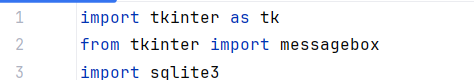 1 import tkinter as tk
2 from tkinter import messagebox
3 import sqlite3